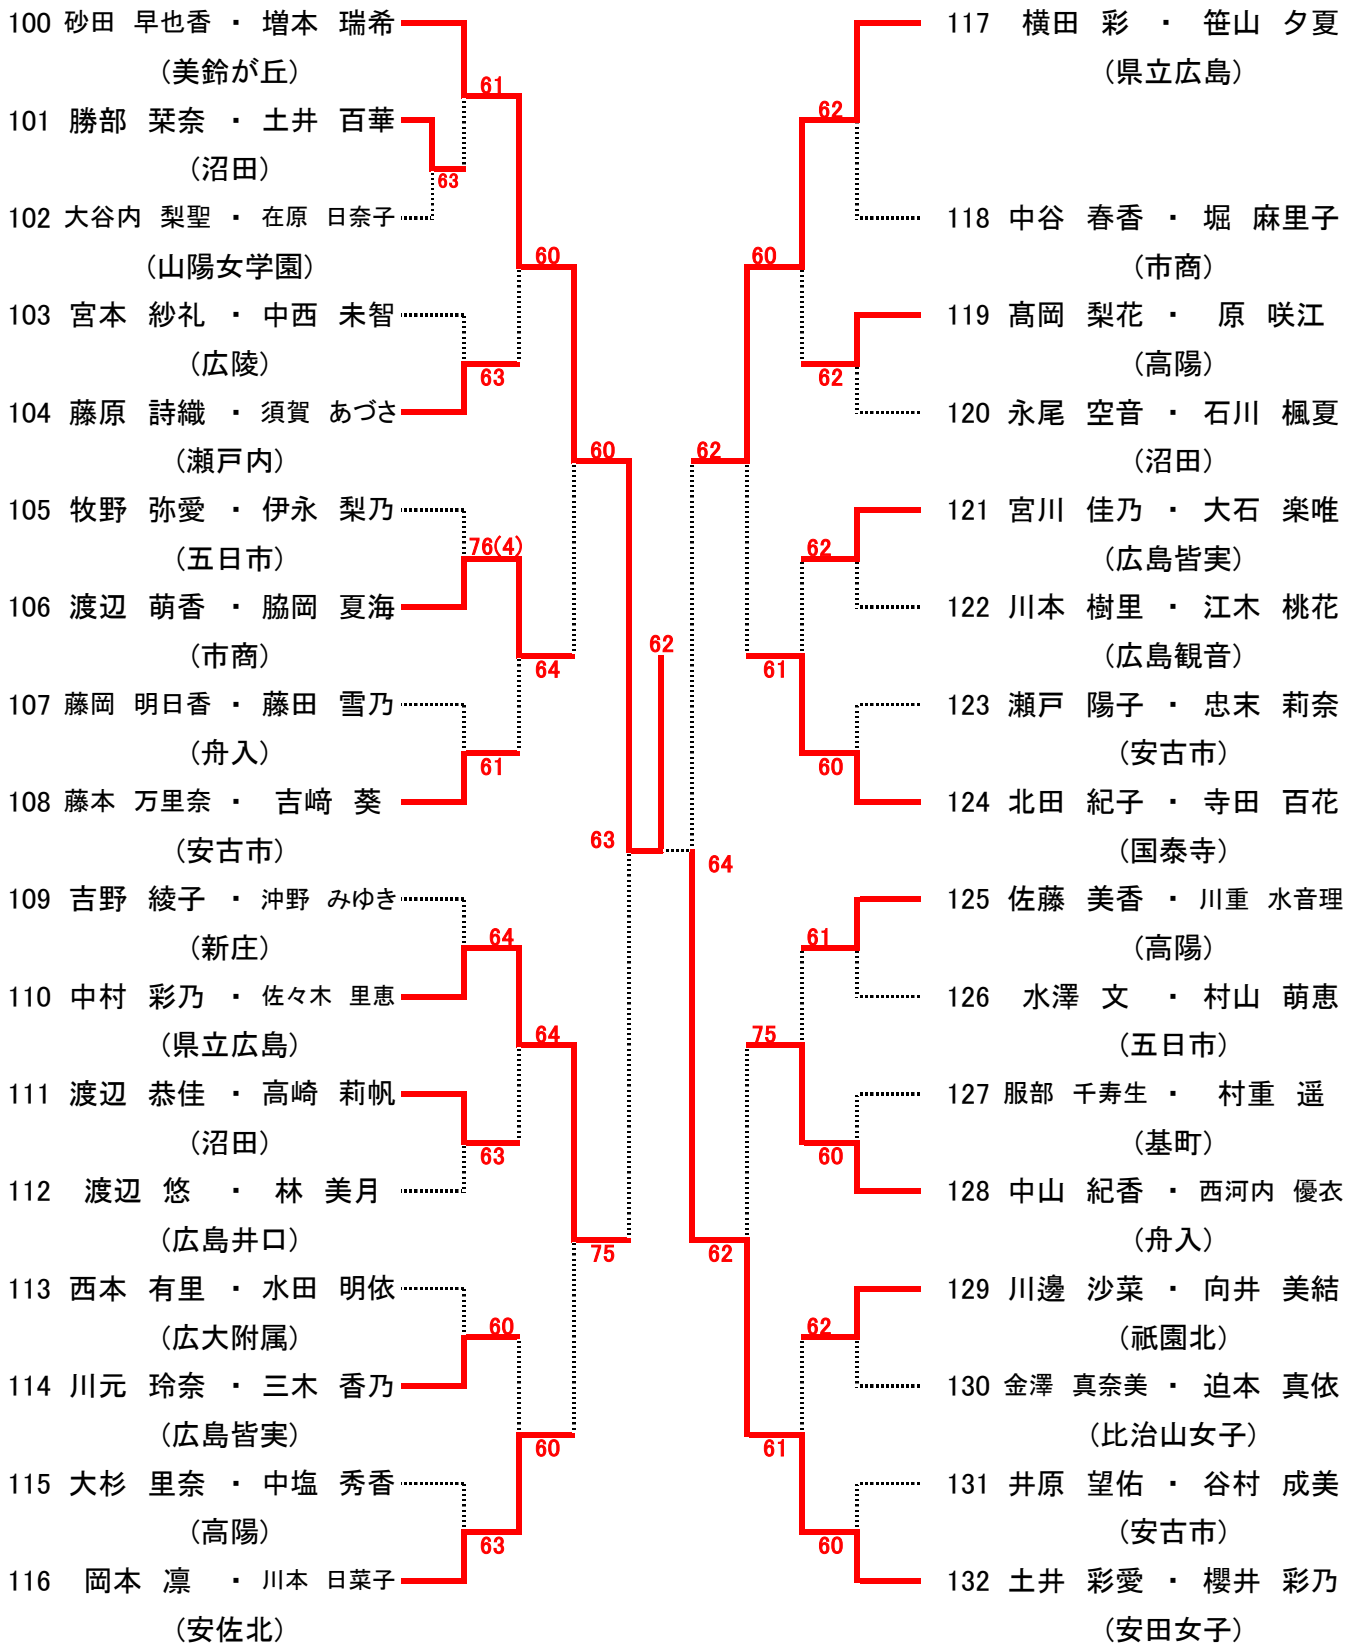 100 砂田 早也香 ・ 増本 瑞希
(美鈴が丘)
61
101 勝部 栞奈 ・ 土井 百華
(沼田)
63
102 大谷内 梨聖 ・ 在原 日奈子
(山陽女学園)
60
103 宮本 紗礼 ・ 中西 未智
(広陵)
63
104 藤原 詩織 ・ 須賀 あづさ
(瀬戸内)
60
105 牧野 弥愛 ・ 伊永 梨乃
(五日市)
76(4)
106 渡辺 萌香 ・ 脇岡 夏海
(市商)
64
107 藤岡 明日香 ・ 藤田 雪乃
(舟入)
61
108 藤本 万里奈 ・ 吉﨑 葵
(安古市)
63
62
109 吉野 綾子 ・ 沖野 みゆき
(新庄)
64
110 中村 彩乃 ・ 佐々木 里恵
(県立広島)
64
111 渡辺 恭佳 ・ 高崎 莉帆
(沼田)
63
112 渡辺 悠 ・ 林 美月
(広島井口)
75
113 西本 有里 ・ 水田 明依
(広大附属)
60
114 川元 玲奈 ・ 三木 香乃
(広島皆実)
60
115 大杉 里奈 ・ 中塩 秀香
(高陽)
63
116 岡本 凛 ・ 川本 日菜子
(安佐北)
117 横田 彩 ・ 笹山 夕夏
(県立広島)
62
118 中谷 春香 ・ 堀 麻里子
(市商)
60
119 髙岡 梨花 ・ 原 咲江
(高陽)
62
120 永尾 空音 ・ 石川 楓夏
(沼田)
62
121 宮川 佳乃 ・ 大石 楽唯
(広島皆実)
62
122 川本 樹里 ・ 江木 桃花
(広島観音)
61
123 瀬戸 陽子 ・ 忠末 莉奈
(安古市)
60
124 北田 紀子 ・ 寺田 百花
(国泰寺)
64
125 佐藤 美香 ・ 川重 水音理
(高陽)
61
126 水澤 文 ・ 村山 萌恵
(五日市)
75
127 服部 千寿生 ・ 村重 遥
(基町)
60
128 中山 紀香 ・ 西河内 優衣
(舟入)
62
129 川邊 沙菜 ・ 向井 美結
(祇園北)
62
130 金澤 真奈美 ・ 迫本 真依
(比治山女子)
61
131 井原 望佑 ・ 谷村 成美
(安古市)
60
132 土井 彩愛 ・ 櫻井 彩乃
(安田女子)